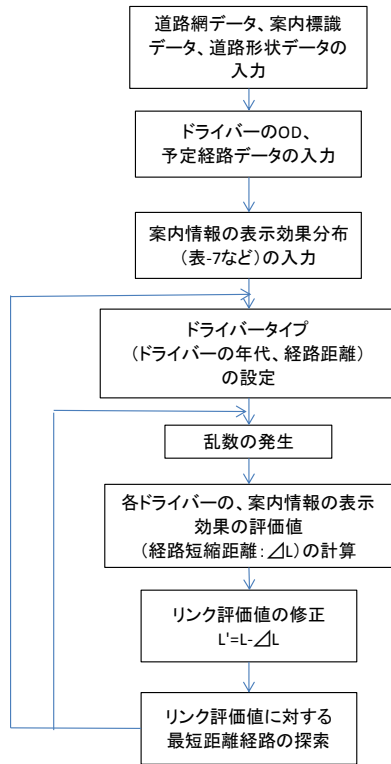 道路網データ、案内標識
データ、道路形状データの
入力
ドライバーのOD、
予定経路データの入力
案内情報の表示効果分布
(表-7など)の入力
ドライバータイプ
(ドライバーの年代、経路距離)
の設定
乱数の発生
各ドライバーの、案内情報の表示
効果の評価値
(経路短縮距離:⊿L)の計算
リンク評価値の修正
L'=L-⊿L
リンク評価値に対する
最短距離経路の探索